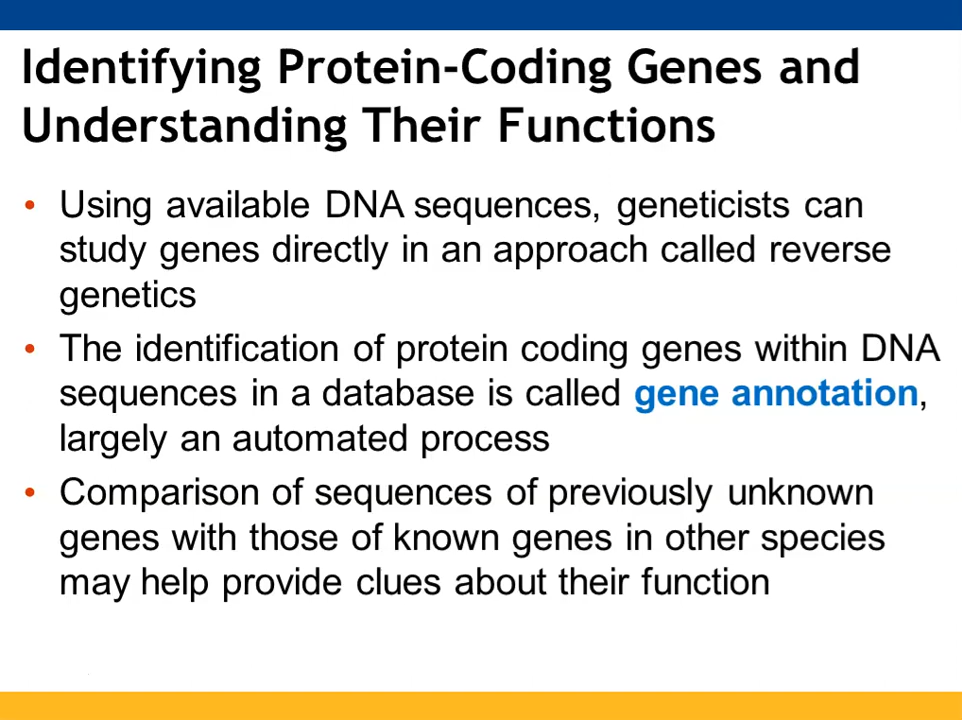 Identifying Protein-Coding Genes and
Understanding Their Functions
• Using available DNA sequences, geneticists can
study genes directly in an approach called reverse
genetics
• The identification of protein coding genes within DNA
sequences in a database is called gene annotation,
largely an automated process
• Comparison of sequences of previously unknown
genes with those of known genes in other species
may help provide clues about their function